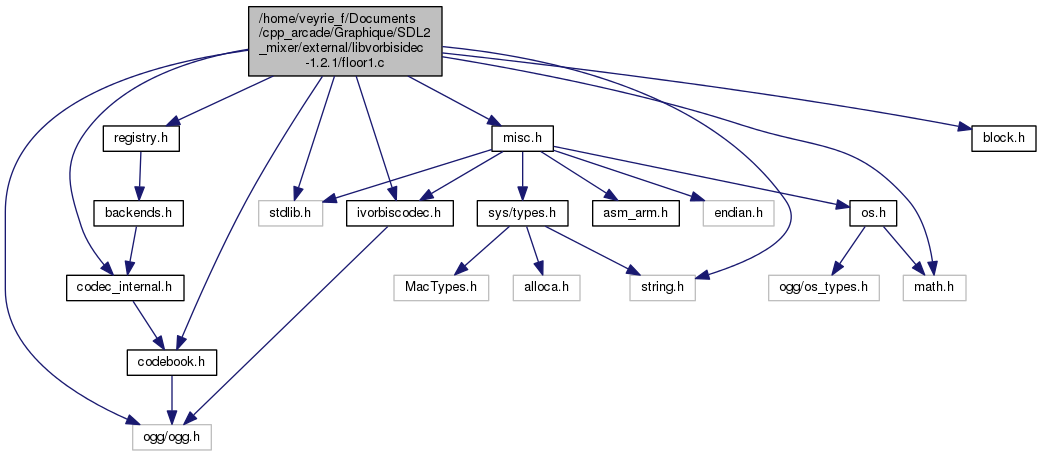 /home/veyrie_f/Documents
/cpp_arcade/Graphique/SDL2
_mixer/external/libvorbisidec
-1.2.1/floor1.c
registry.h
misc.h
block.h
backends.h
stdlib.h
ivorbiscodec.h
sys/types.h
asm_arm.h
endian.h
os.h
codec_internal.h
MacTypes.h
alloca.h
string.h
ogg/os_types.h
math.h
codebook.h
ogg/ogg.h